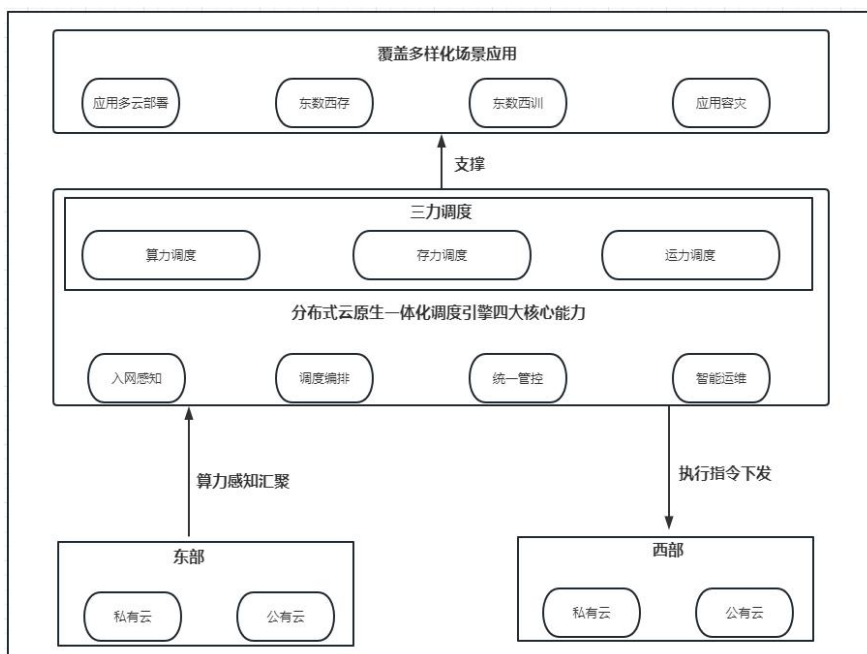 覆盖多样化场景应用
应用多云部署
东数西存
东数西训
应用容灾
支撑
三力调度
算力调度
存力调度
运力调度
分布式云原生一体化调度引擎四大核心能力
入网感知
调度编排
统一管控
智能运维
算力感知汇聚
执行指令下发
东部
私有云
公有云
西部
私有云
公有云